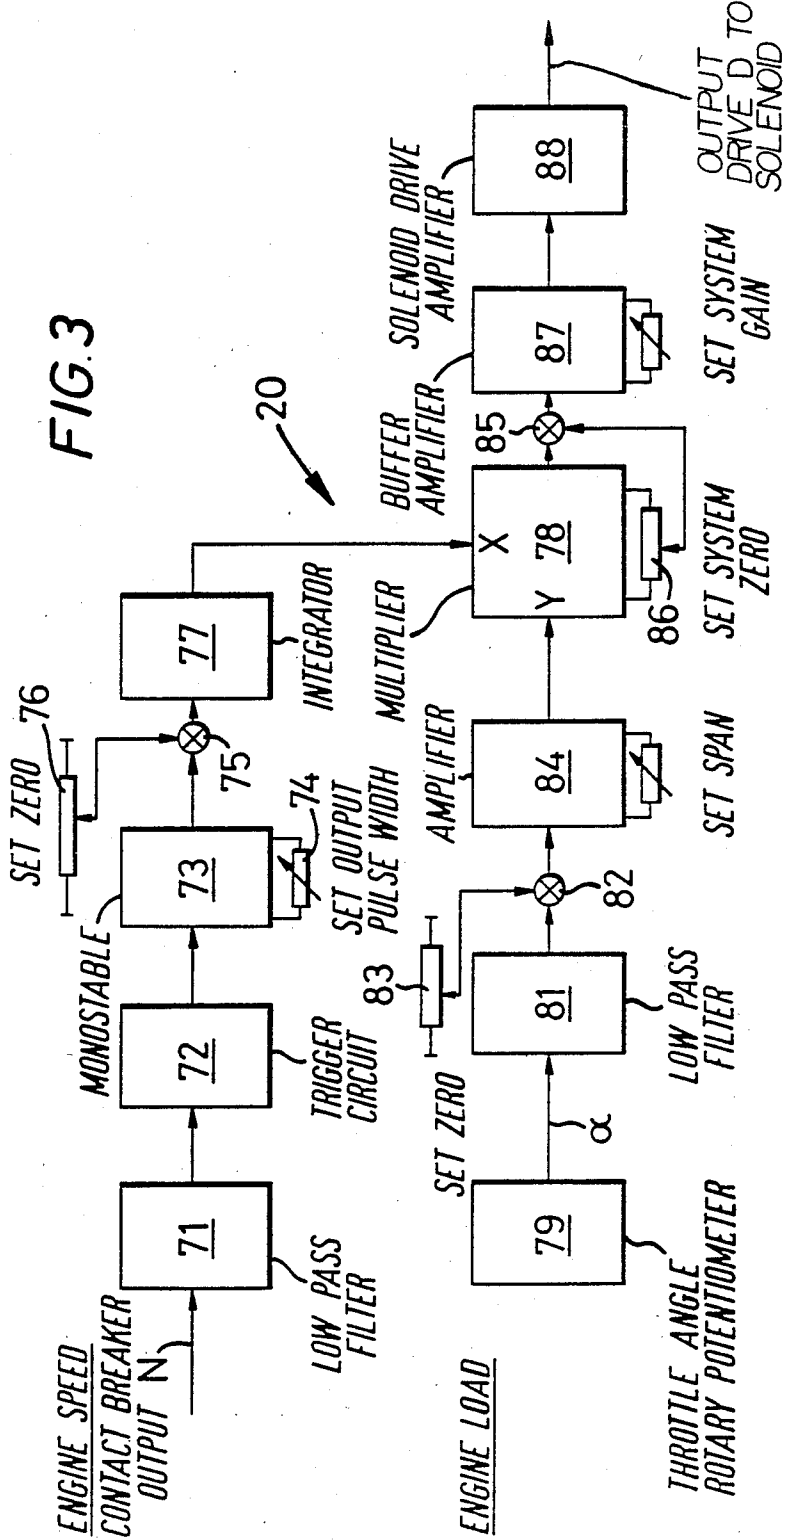 FIG.3
20
ENGINE SPEED
CONTACT BREAKER
OUTPUT N
71
LOW PASS
FILTER
72
TRIGGER
CIRCUIT
MONOSTABLE
73
74
SET OUTPUT
PULSE WIDTH
SET ZERO
76
75
77
INTEGRATOR
ENGINE LOAD
79
THROTTLE ANGLE
ROTARY POTENTIOMETER
α
SET ZERO
83
81
LOW PASS
FILTER
82
AMPLIFIER
84
SET SPAN
MULTIPLIER
X
Y
78
86
SET SYSTEM
ZERO
85
BUFFER
AMPLIFIER
87
SET SYSTEM
GAIN
SOLENOID DRIVE
AMPLIFIER
88
OUTPUT
DRIVE D TO
SOLENOID